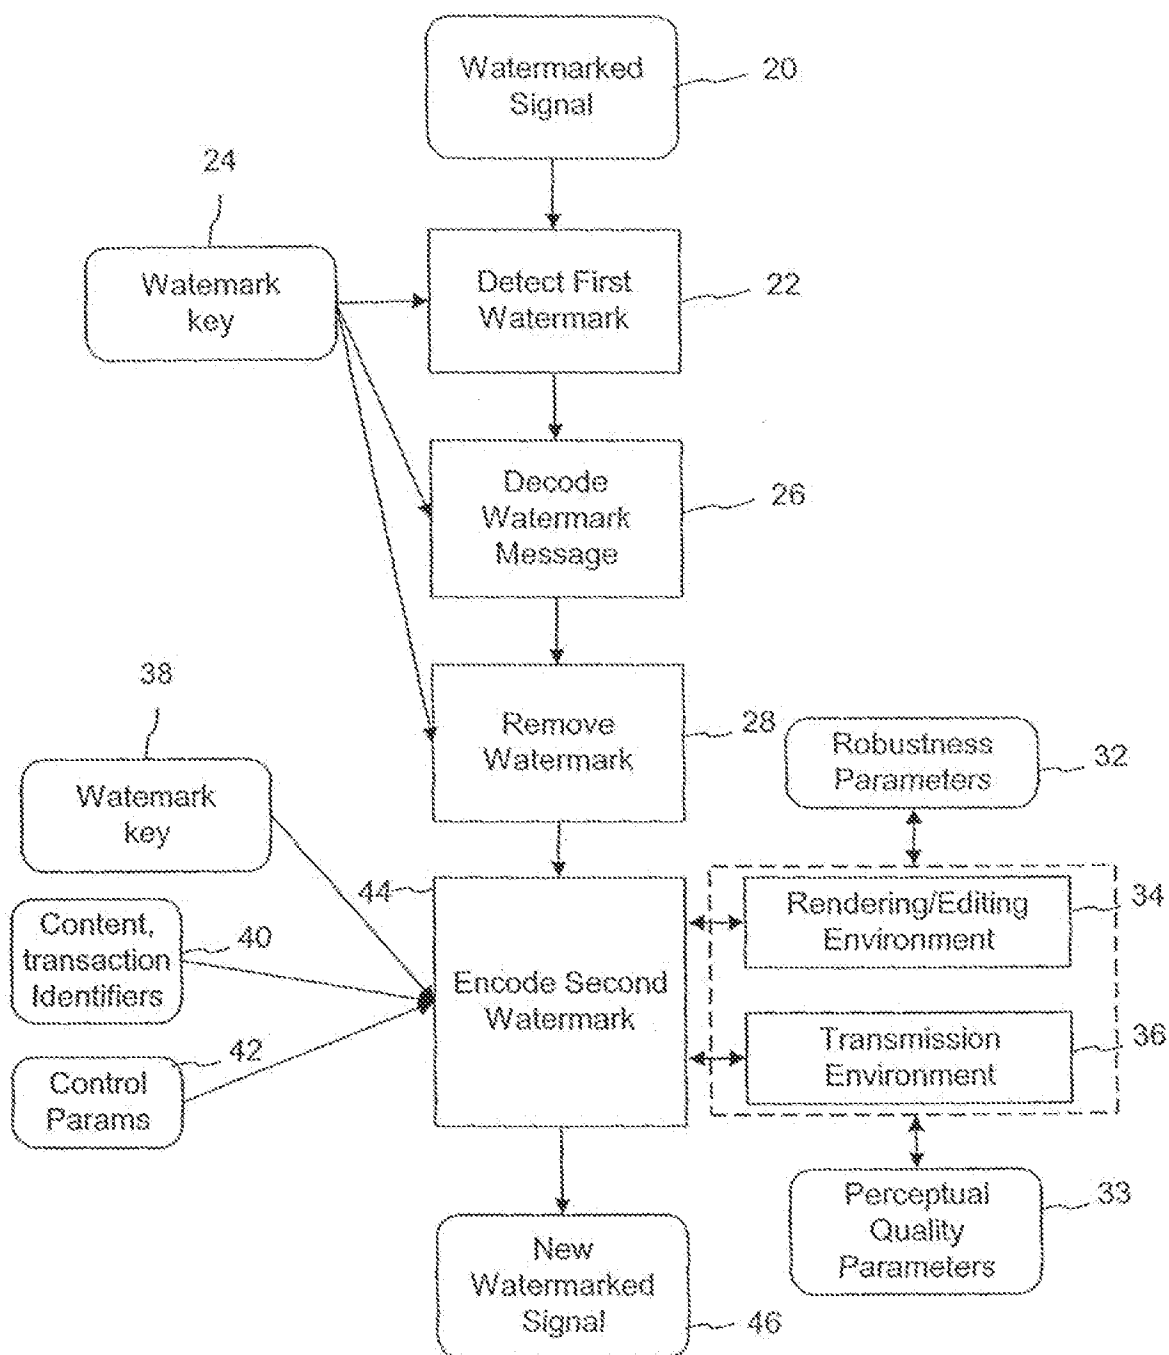 Watermarked
Signal
20
24
Watemark
key
Detect First
Watermark
22
Decode
Watermark
Message
26
Remove
Watermark
28
38
Watemark
key
Robustness
Parameters
32
44
Content,
transaction
Identifiers
40
Encode Second
Watermark
Rendering/Editing
Environment
34
Transmission
Environment
36
Control
Params
42
Perceptual
Quality
Parameters
33
New
Watermarked
Signal
46